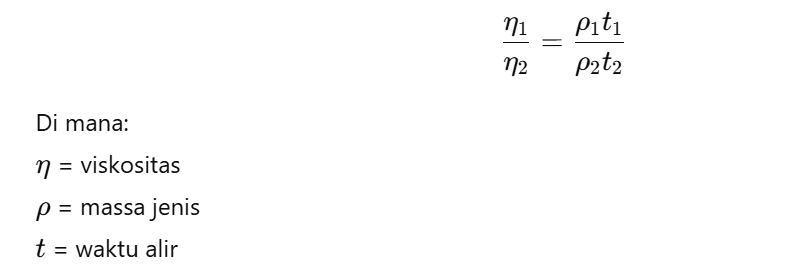 η₁/η₂ = ρ₁t₁/ρ₂t₂
Di mana:
η = viskositas
ρ = massa jenis
t = waktu alir